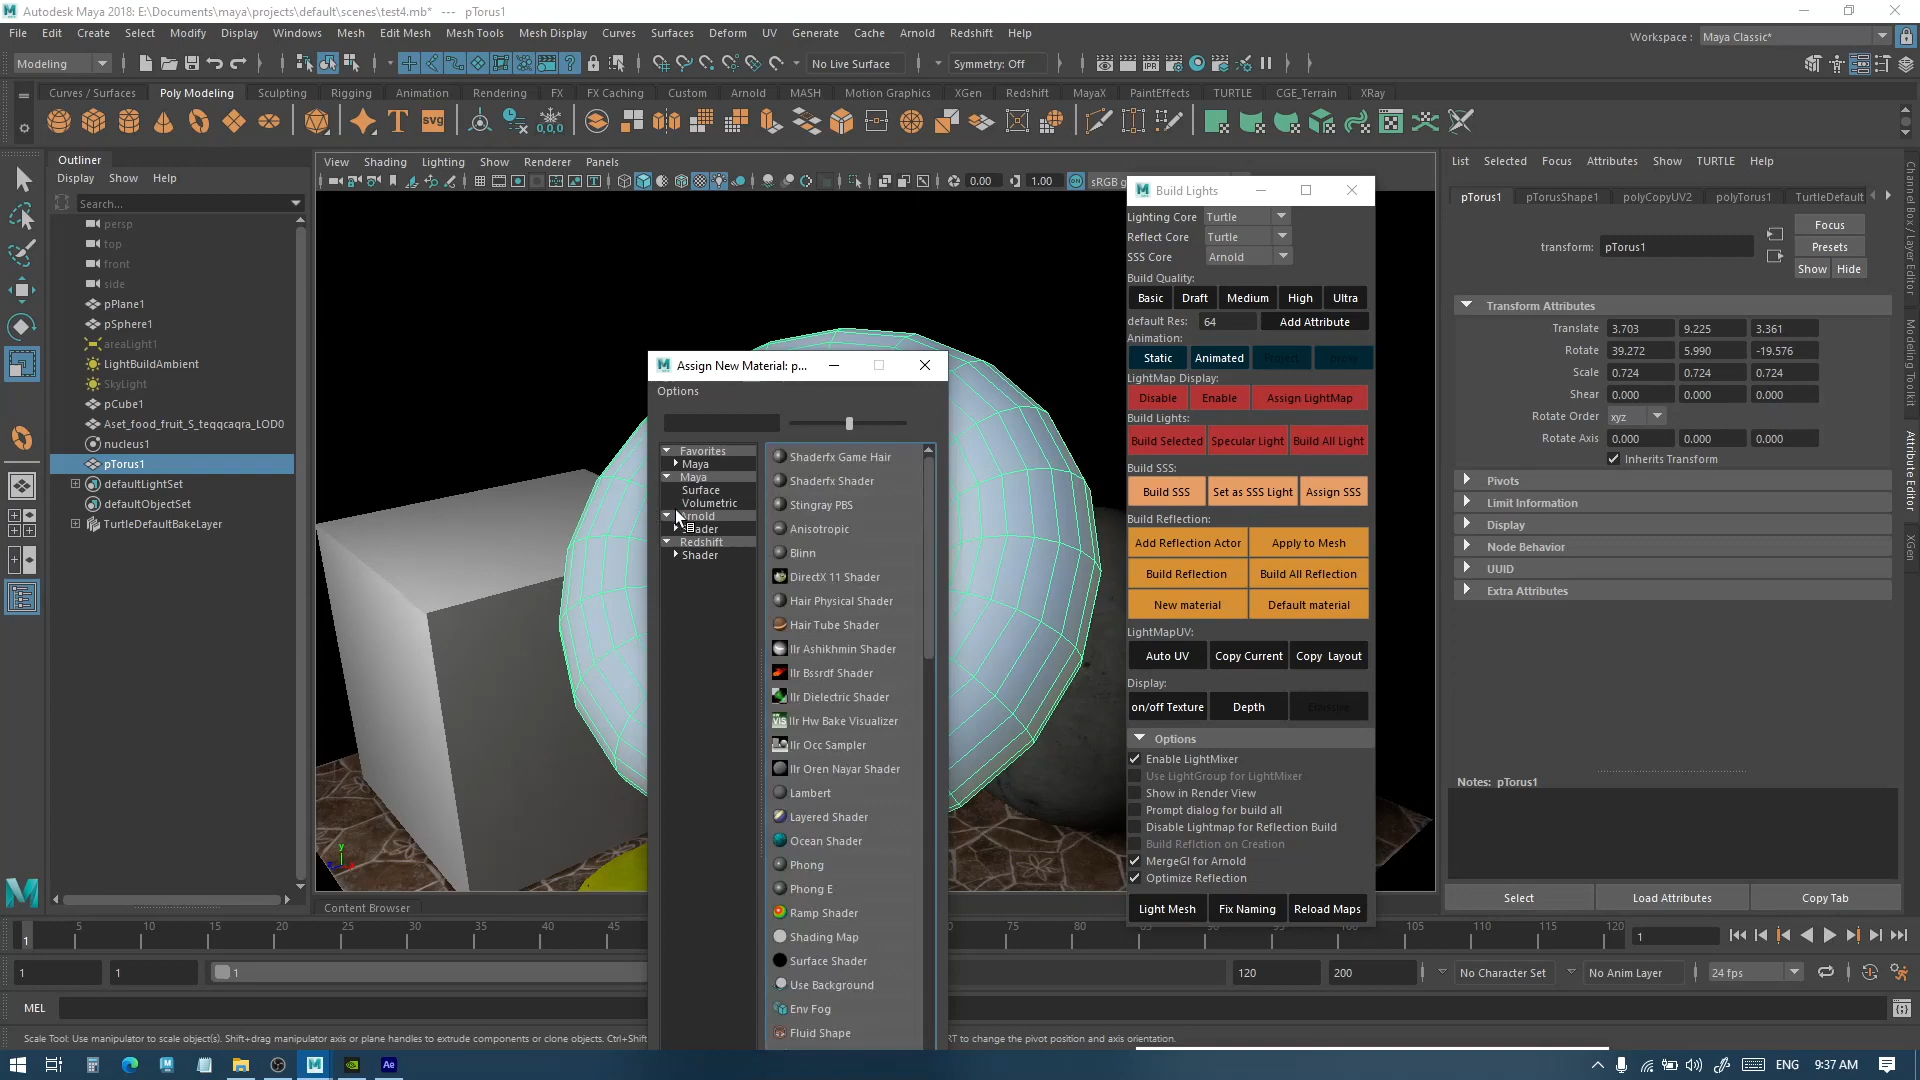 Autodesk Maya 2018: E:\Documents\maya\projects\default\scenes\test4.mb* --- pTorus1
File Edit Create Select Modify Display Windows Mesh Edit Mesh Mesh Tools Mesh Display Curves Surfaces Deform UV Generate Cache Arnold Redshift Help
Workspace : Maya Classic*
Modeling No Live Surface Symmetry: Off
Curves / Surfaces Poly Modeling Sculpting Rigging Animation Rendering FX FX Caching Custom Arnold MASH Motion Graphics XGen Redshift MayaX PaintEffects TURTLE CGE_Terrain XRay
Outliner
Display Show Help
Search...
persp
top
front
side
pPlane1
pSphere1
areaLight1
LightBuildAmbient
SkyLight
pCube1
Aset_food_fruit_S_teqqcaqra_LOD0
nucleus1
pTorus1
defaultLightSet
defaultObjectSet
TurtleDefaultBakeLayer
View Shading Lighting Show Renderer Panels
0.00 1.00 sRGB g
Assign New Material: p...
Options
Favorites
Maya
Maya
Surface
Volumetric
Arnold
Shader
Redshift
Shader
Shaderfx Game Hair
Shaderfx Shader
Stingray PBS
Anisotropic
Blinn
DirectX 11 Shader
Hair Physical Shader
Hair Tube Shader
Ilr Ashikhmin Shader
Ilr Bssrdf Shader
Ilr Dielectric Shader
Ilr Hw Bake Visualizer
Ilr Occ Sampler
Ilr Oren Nayar Shader
Lambert
Layered Shader
Ocean Shader
Phong
Phong E
Ramp Shader
Shading Map
Surface Shader
Use Background
Env Fog
Fluid Shape
Build Lights
Lighting Core Turtle
Reflect Core Turtle
SSS Core Arnold
Build Quality:
Basic Draft Medium High Ultra
default Res: 64 Add Attribute
Animation:
Static Animated
LightMap Display:
Disable Enable Assign LightMap
Build Lights:
Build Selected Specular Light Build All Light
Build SSS:
Build SSS Set as SSS Light Assign SSS
Build Reflection:
Add Reflection Actor Apply to Mesh
Build Reflection Build All Reflection
New material Default material
LightMapUV:
Auto UV Copy Current Copy Layout
Display:
on/off Texture Depth
Options
Enable LightMixer
Use LightGroup for LightMixer
Show in Render View
Prompt dialog for build all
Disable Lightmap for Reflection Build
Build Reflction on Creation
MergeGI for Arnold
Optimize Reflection
Light Mesh Fix Naming Reload Maps
List Selected Focus Attributes Show TURTLE Help
pTorus1 pTorusShape1 polyCopyUV2 polyTorus1 TurtleDefault
transform: pTorus1
Focus
Presets
Show Hide
Transform Attributes
Translate 3.703 9.225 3.361
Rotate 39.272 5.990 -19.576
Scale 0.724 0.724 0.724
Shear 0.000 0.000 0.000
Rotate Order xyz
Rotate Axis 0.000 0.000 0.000
Inherits Transform
Pivots
Limit Information
Display
Node Behavior
UUID
Extra Attributes
Notes: pTorus1
Select Load Attributes Copy Tab
Channel Box / Layer Editor
Modeling Toolkit
Attribute Editor
XGen
Content Browser
5 10 15 20 25 30 35 40 45 75 80 85 90 95 100 105 110 115 120
1
1
1 1 1 120 200 No Character Set No Anim Layer 24 fps
MEL
Scale Tool: Use manipulator to scale object(s). Shift+drag manipulator axis or plane handles to extrude components or clone objects. Ctrl+Shift RT to change the pivot position and axis orientation.
ENG 9:37 AM